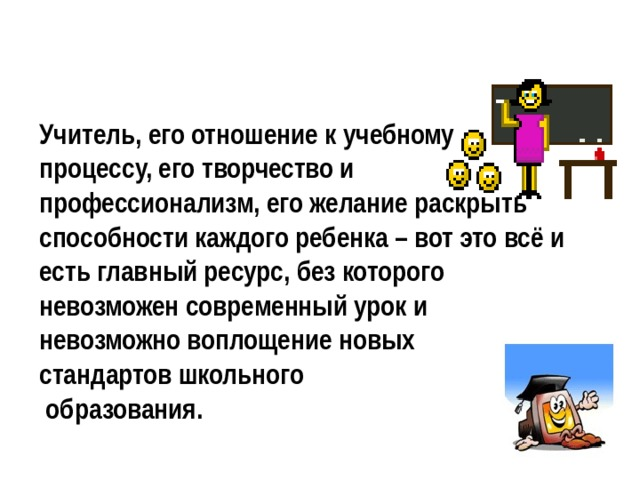 Учитель, его отношение к учебному
процессу, его творчество и
профессионализм, его желание раскрыть
способности каждого ребенка – вот это всё и
есть главный ресурс, без которого
невозможен современный урок и
невозможно воплощение новых
стандартов школьного
образования.